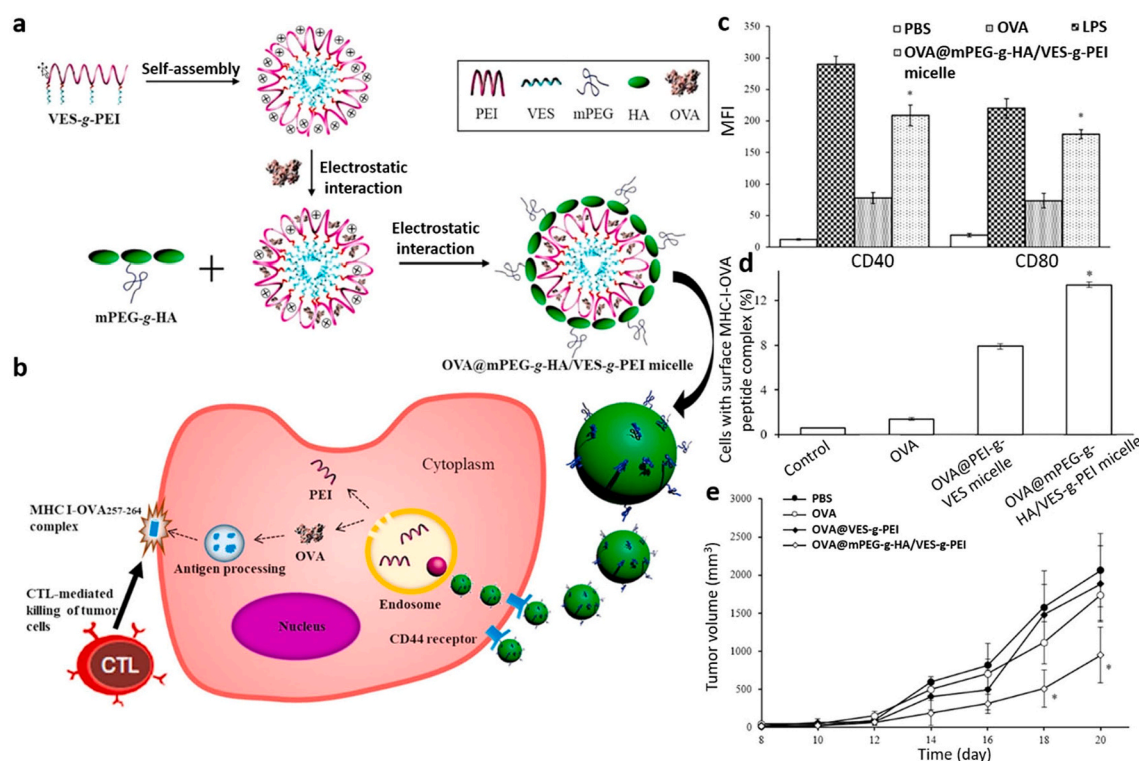 a
VES-g-PEI
Self-assembly
PEI
VES
mPEG
HA
OVA
Electrostatic
interaction
mPEG-g-HA
Electrostatic
interaction
OVA@mPEG-g-HA/VES-g-PEI micelle
b
Cytoplasm
PEI
MHC I-OVA257-264
complex
OVA
Antigen processing
Endosome
CTL-mediated
killing of tumor
cells
Nucleus
CD44 receptor
CTL
c
PBS
OVA
LPS
OVA@mPEG-g-HA/VES-g-PEI
micelle
MFI
350
300
250
200
150
100
50
0
*
*
CD40
CD80
d
Cells with surface MHC-I-OVA
peptide complex (%)
12
8
4
0
*
Control
OVA
OVA@PEI-g-
VES micelle
OVA@mPEG-g-
HA/VES-g-PEI micelle
e
PBS
OVA
OVA@VES-g-PEI
OVA@mPEG-g-HA/VES-g-PEI
Tumor volume (mm³)
3000
2500
2000
1500
1000
500
0
*
*
8
10
12
14
16
18
20
Time (day)